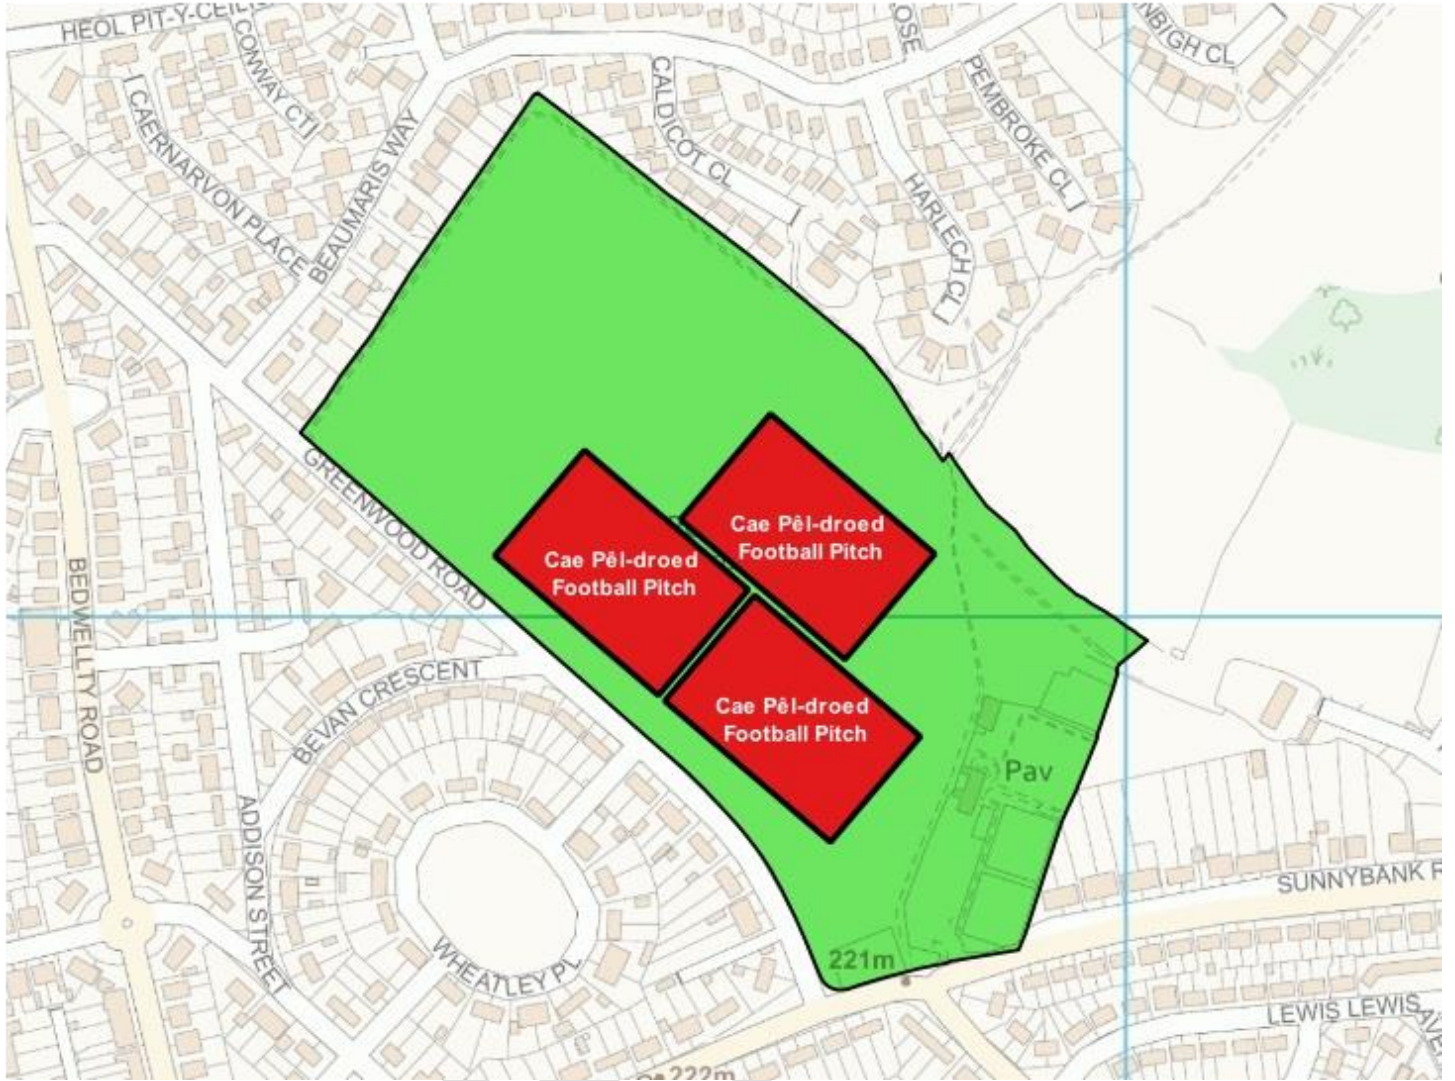 HEOL PIT-Y-CEILI
CONWAY CT
CAERNARVON PLACE
BEAUMARIS WAY
CALDICOT CL
OSE
PEMBROKE CL
NBIGH CL
HARLECH CL
GREENWOOD ROAD
BEDWELLTY ROAD
Cae Pêl-droed
Football Pitch
Cae Pêl-droed
Football Pitch
Cae Pêl-droed
Football Pitch
BEVAN CRESCENT
ADDISON STREET
WHEATLEY PL
Pav
SUNNYBANK R
221m
LEWIS LEWIS
AVE
222m